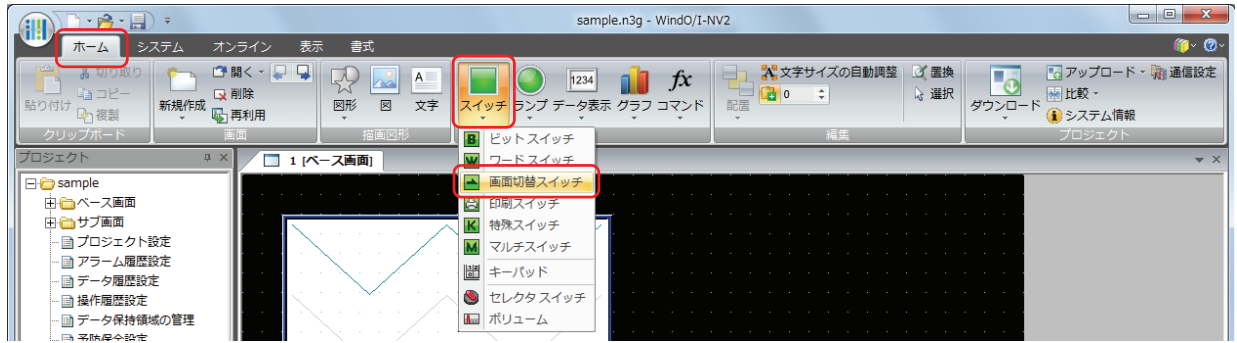 sample.n3g - WindO/I-NV2
ホーム システム オンライン 表示 書式
切り取り 開く 文字サイズの自動調整 置換 アップロード 通信設定
コピー 削除 1234 fx 0 選択 比較
貼り付け 複製 新規作成 再利用 図形 図 文字 スイッチ ランプ データ表示 グラフ コマンド 配置 ダウンロード システム情報
クリップボード 画面 描画図形 編集 プロジェクト
プロジェクト 1 [ベース画面]
B ビット スイッチ
W ワード スイッチ
sample
画面切替スイッチ
ベース画面
印刷スイッチ
サブ画面
K 特殊スイッチ
プロジェクト設定
M マルチスイッチ
アラーム履歴設定
キーパッド
データ履歴設定
セレクタ スイッチ
操作履歴設定
ボリューム
データ保持領域の管理
予防保全設定